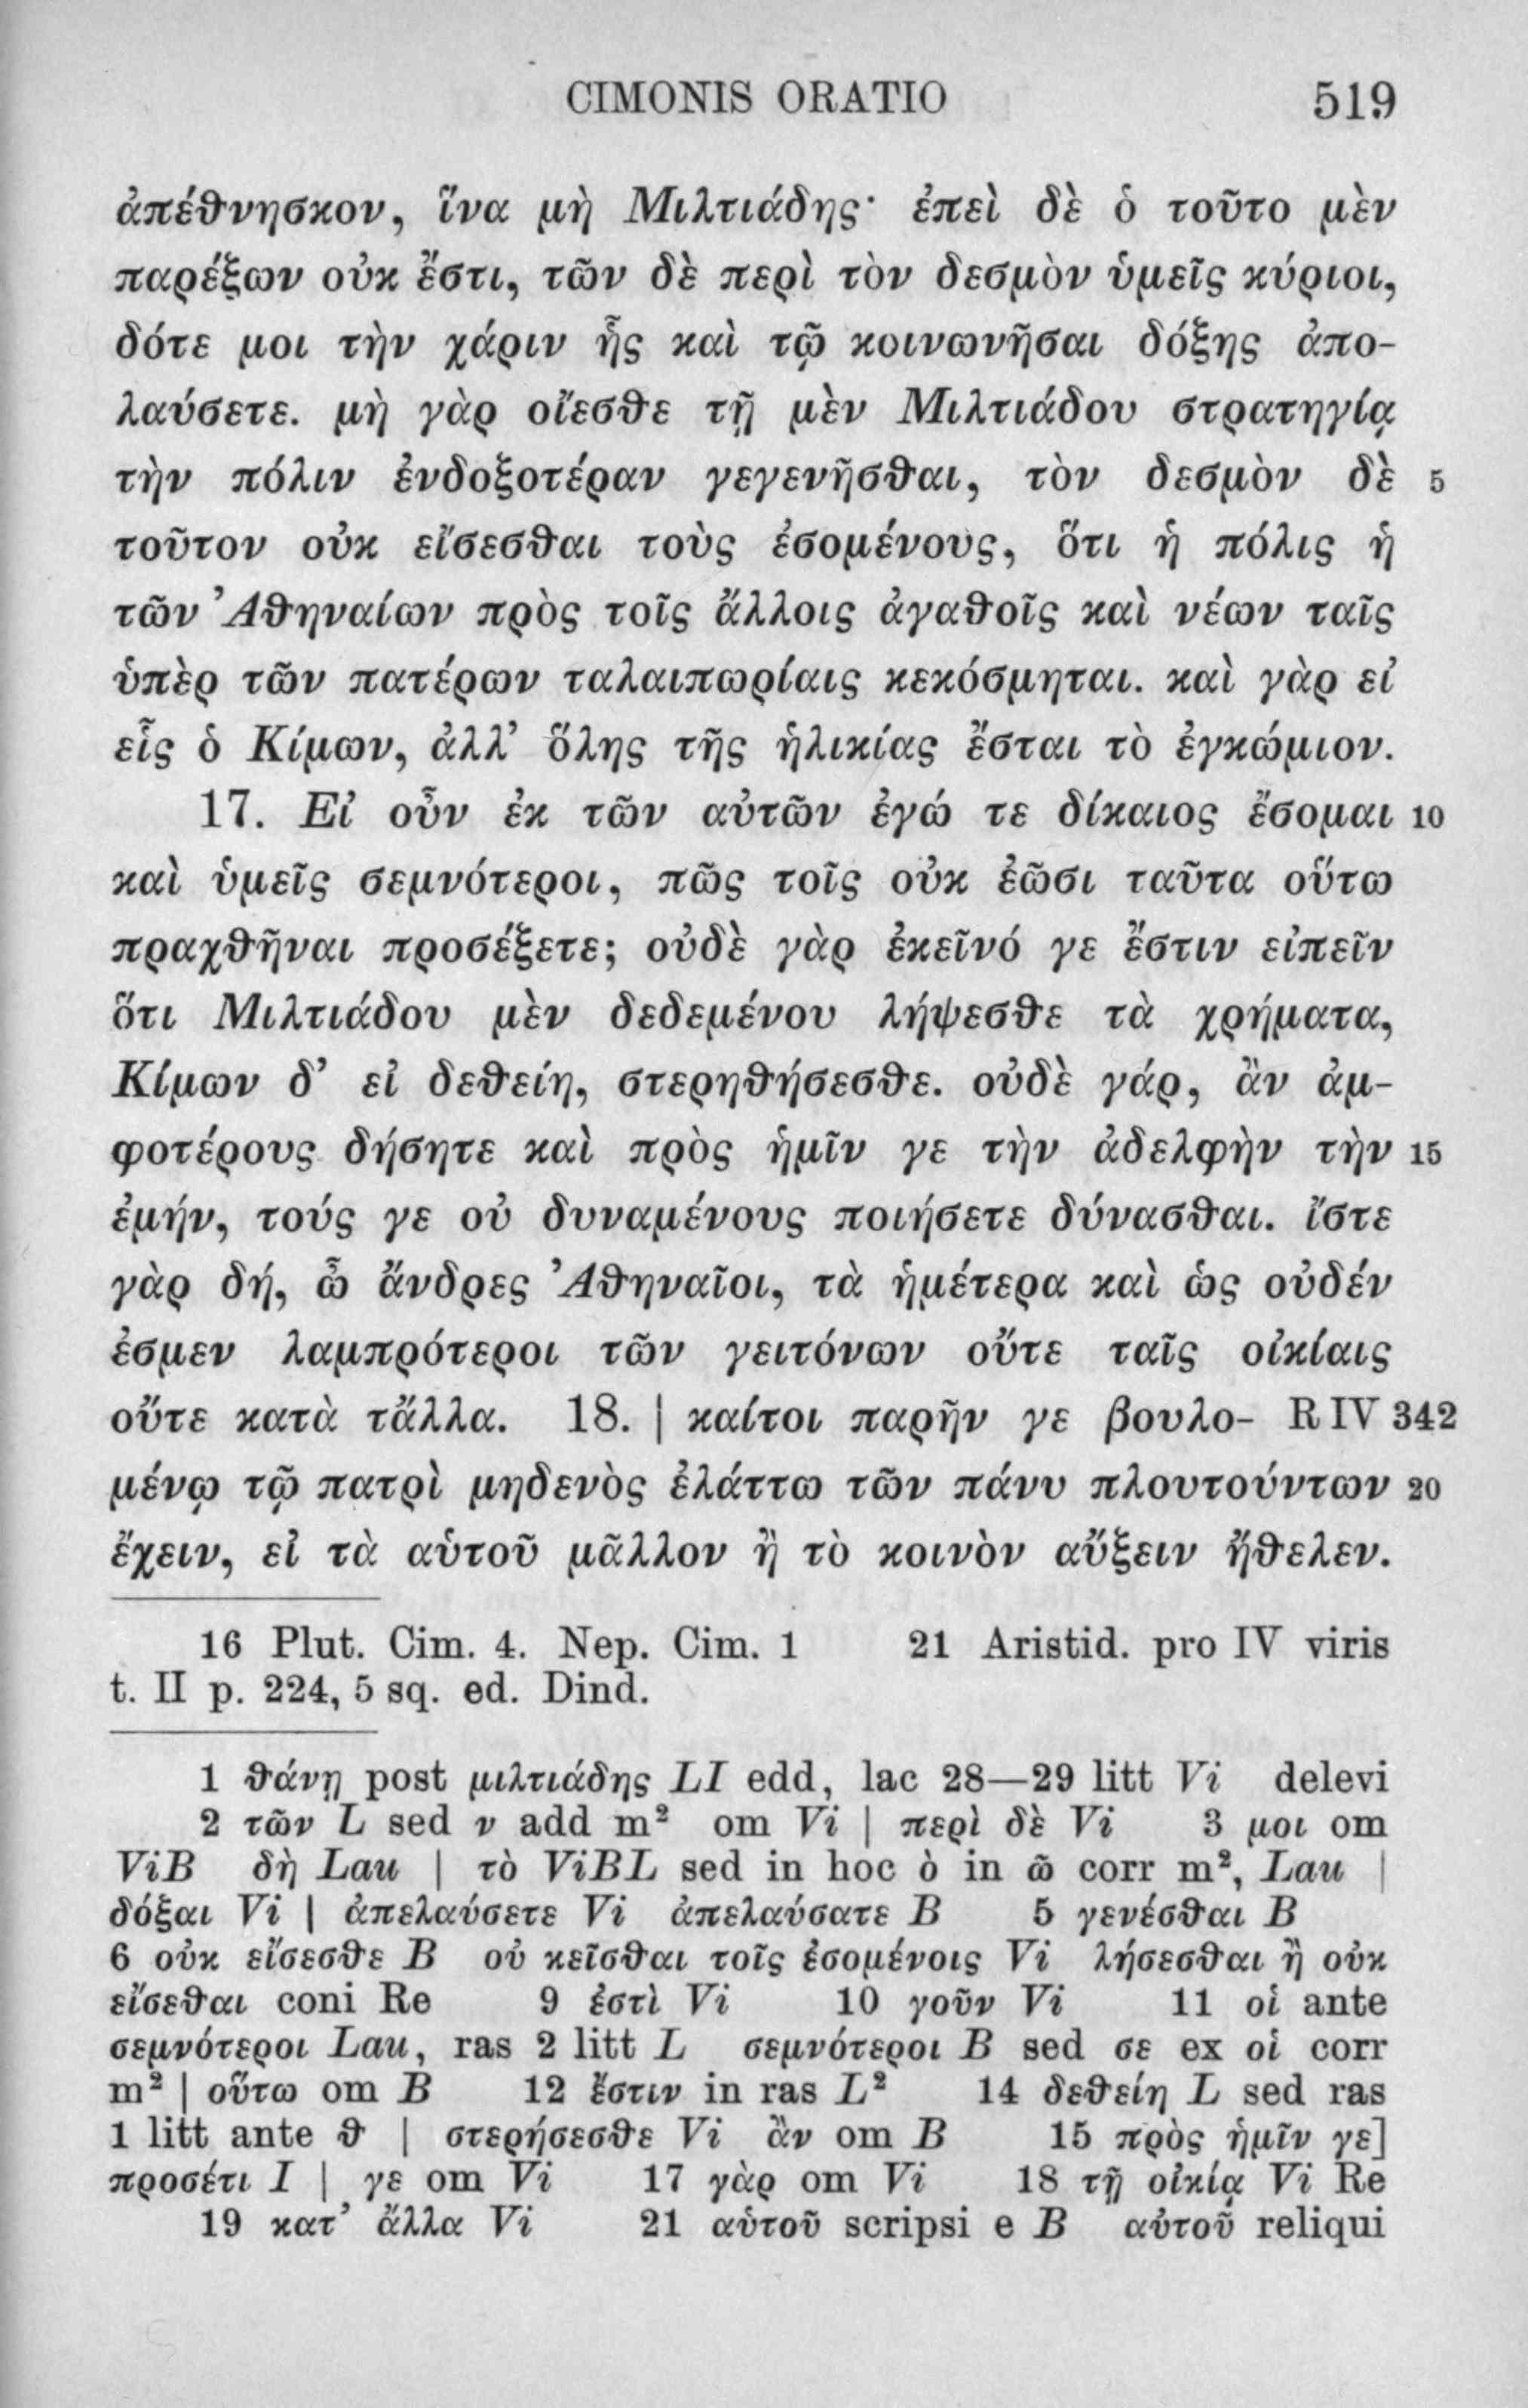 CIMONIS ORATIO 519
ἀπέθνησκον, ἵνα μὴ Μιλτιάδης· ἐπεὶ δὲ ὁ τοῦτο μὲν
παρέξων οὐκ ἔστι, τῶν δὲ περὶ τὸν δεσμὸν ὑμεῖς κύριοι,
δότε μοι τὴν χάριν ἧς καὶ τῷ κοινωνῆσαι δόξης ἀπο-
λαύσετε. μὴ γὰρ οἴεσθε τῇ μὲν Μιλτιάδου στρατηγίᾳ
τὴν πόλιν ἐνδοξοτέραν γεγενῆσθαι, τὸν δεσμὸν δὲ 5
τοῦτον οὐκ εἴσεσθαι τοὺς ἐσομένους, ὅτι ἡ πόλις ἡ
τῶν Ἀθηναίων πρὸς τοῖς ἄλλοις ἀγαθοῖς καὶ νέων ταῖς
ὑπὲρ τῶν πατέρων ταλαιπωρίαις κεκόσμηται. καὶ γὰρ εἰ
εἷς ὁ Κίμων, ἀλλ’ ὅλης τῆς ἡλικίας ἔσται τὸ ἐγκώμιον.
17. Εἰ οὖν ἐκ τῶν αὐτῶν ἐγώ τε δίκαιος ἔσομαι 10
καὶ ὑμεῖς σεμνότεροι, πῶς τοῖς οὐκ ἐῶσι ταῦτα οὕτω
πραχθῆναι προσέξετε; οὐδὲ γὰρ ἐκεῖνό γε ἔστιν εἰπεῖν
ὅτι Μιλτιάδου μὲν δεδεμένου λήψεσθε τὰ χρήματα,
Κίμων δ’ εἰ δεθείη, στερηθήσεσθε. οὐδὲ γάρ, ἂν ἀμ-
φοτέρους δήσητε καὶ πρὸς ἡμῖν γε τὴν ἀδελφὴν τὴν 15
ἐμήν, τούς γε οὐ δυναμένους ποιήσετε δύνασθαι. ἴστε
γὰρ δή, ὦ ἄνδρες Ἀθηναῖοι, τὰ ἡμέτερα καὶ ὡς οὐδέν
ἐσμεν λαμπρότεροι τῶν γειτόνων οὔτε ταῖς οἰκίαις
οὔτε κατὰ τἄλλα. 18. | καίτοι παρῆν γε βουλο- R IV 342
μένῳ τῷ πατρὶ μηδενὸς ἐλάττω τῶν πάνυ πλουτούντων 20
ἔχειν, εἰ τὰ αὑτοῦ μᾶλλον ἢ τὸ κοινὸν αὔξειν ἤθελεν.
16 Plut. Cim. 4. Nep. Cim. 1 21 Aristid. pro IV viris
t. II p. 224, 5 sq. ed. Dind.
1 θάνῃ post μιλτιάδης LI edd, lac 28—29 litt Vi delevi
2 τῶν L sed ν add m² om Vi | περὶ δὲ Vi 3 μοι om
ViB δὴ Lau | τὸ ViBL sed in hoc ὸ in ῶ corr m², Lau |
δόξαι Vi | ἀπελαύσετε Vi ἀπελαύσατε B 5 γενέσθαι B
6 οὐκ εἴσεσθε B οὐ κεῖσθαι τοῖς ἐσομένοις Vi λήσεσθαι ἢ οὐκ
εἴσεθαι coni Re 9 ἐστὶ Vi 10 γοῦν Vi 11 οἱ ante
σεμνότεροι Lau, ras 2 litt L σεμνότεροι B sed σε ex οἱ corr
m² | οὕτω om B 12 ἔστιν in ras L² 14 δεθείη L sed ras
1 litt ante θ | στερήσεσθε Vi ἂν om B 15 πρὸς ἡμῖν γε]
προσέτι I | γε om Vi 17 γὰρ om Vi 18 τῇ οἰκίᾳ Vi Re
19 κατ’ ἄλλα Vi 21 αὑτοῦ scripsi e B αὐτοῦ reliqui